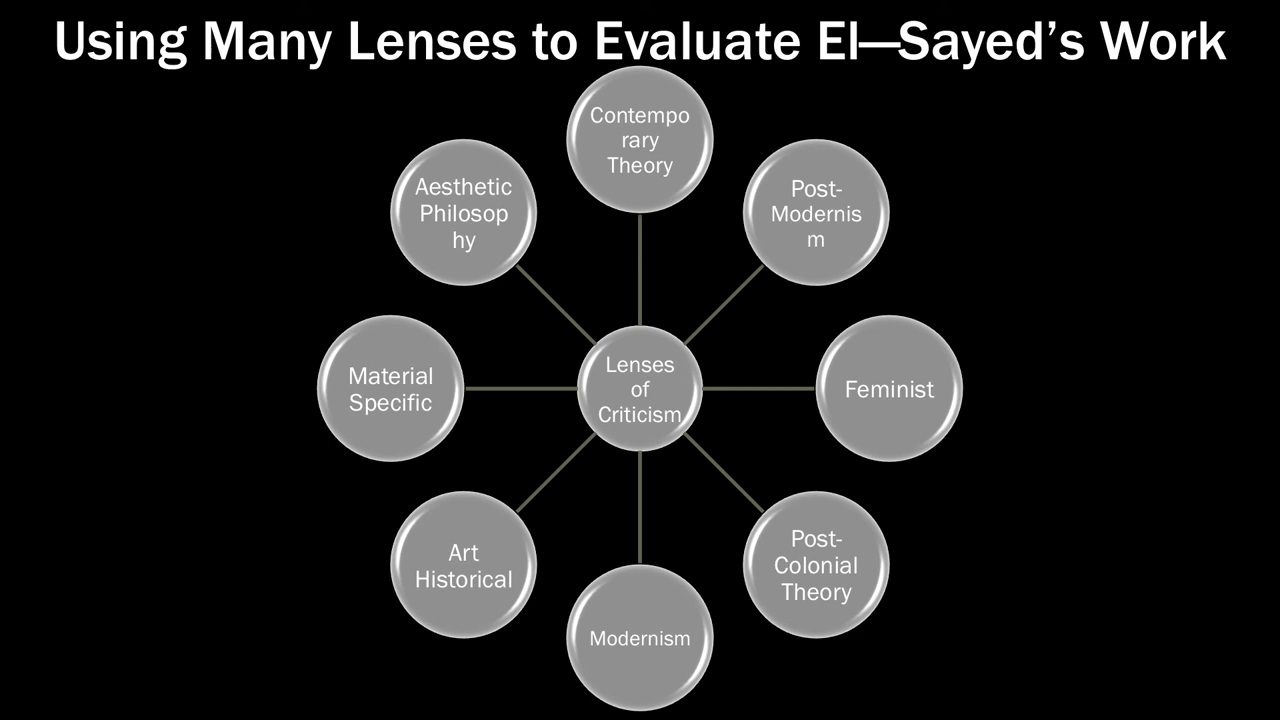 Using Many Lenses to Evaluate El—Sayed’s Work
Contempo
rary
Theory
Post-
Modernis
m
Feminist
Post-
Colonial
Theory
Modernism
Art
Historical
Material
Specific
Aesthetic
Philosop
hy
Lenses
of
Criticism